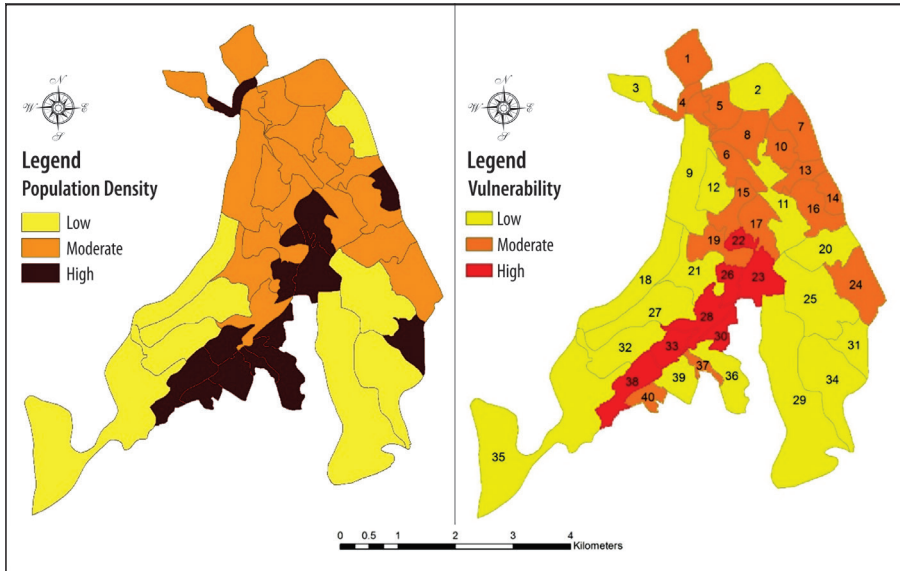 N
W E
S
Legend
Population Density
Low
Moderate
High
N
W E
S
Legend
Vulnerability
Low
Moderate
High
1
3
2
4
5
7
8
10
6
13
9
12
15
14
11
16
17
19
22
20
21
26
23
18
24
25
27
28
30
31
33
32
37
36
34
38
39
40
29
35
0 0.5 1 2 3 4
Kilometers